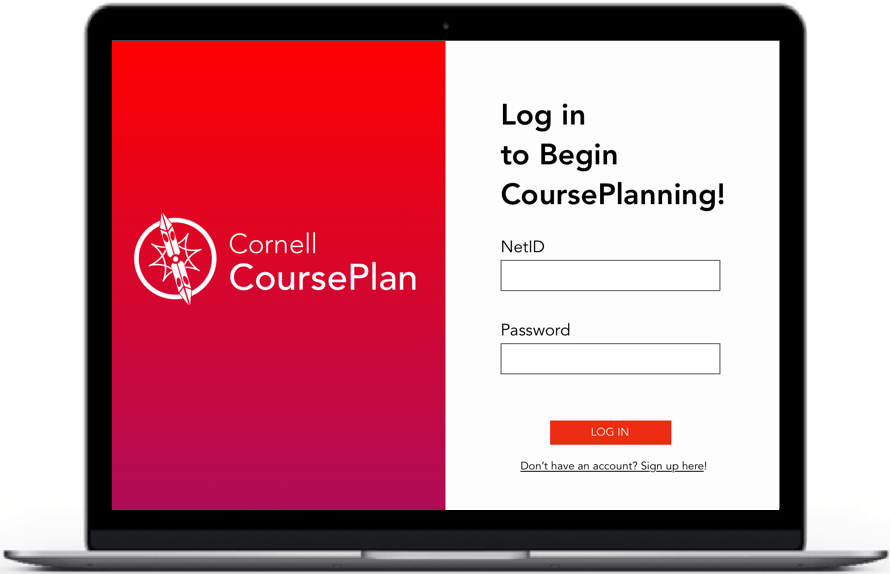 Cornell
CoursePlan
Log in
to Begin
CoursePlanning!
NetID
Password
LOG IN
Don't have an account? Sign up here!